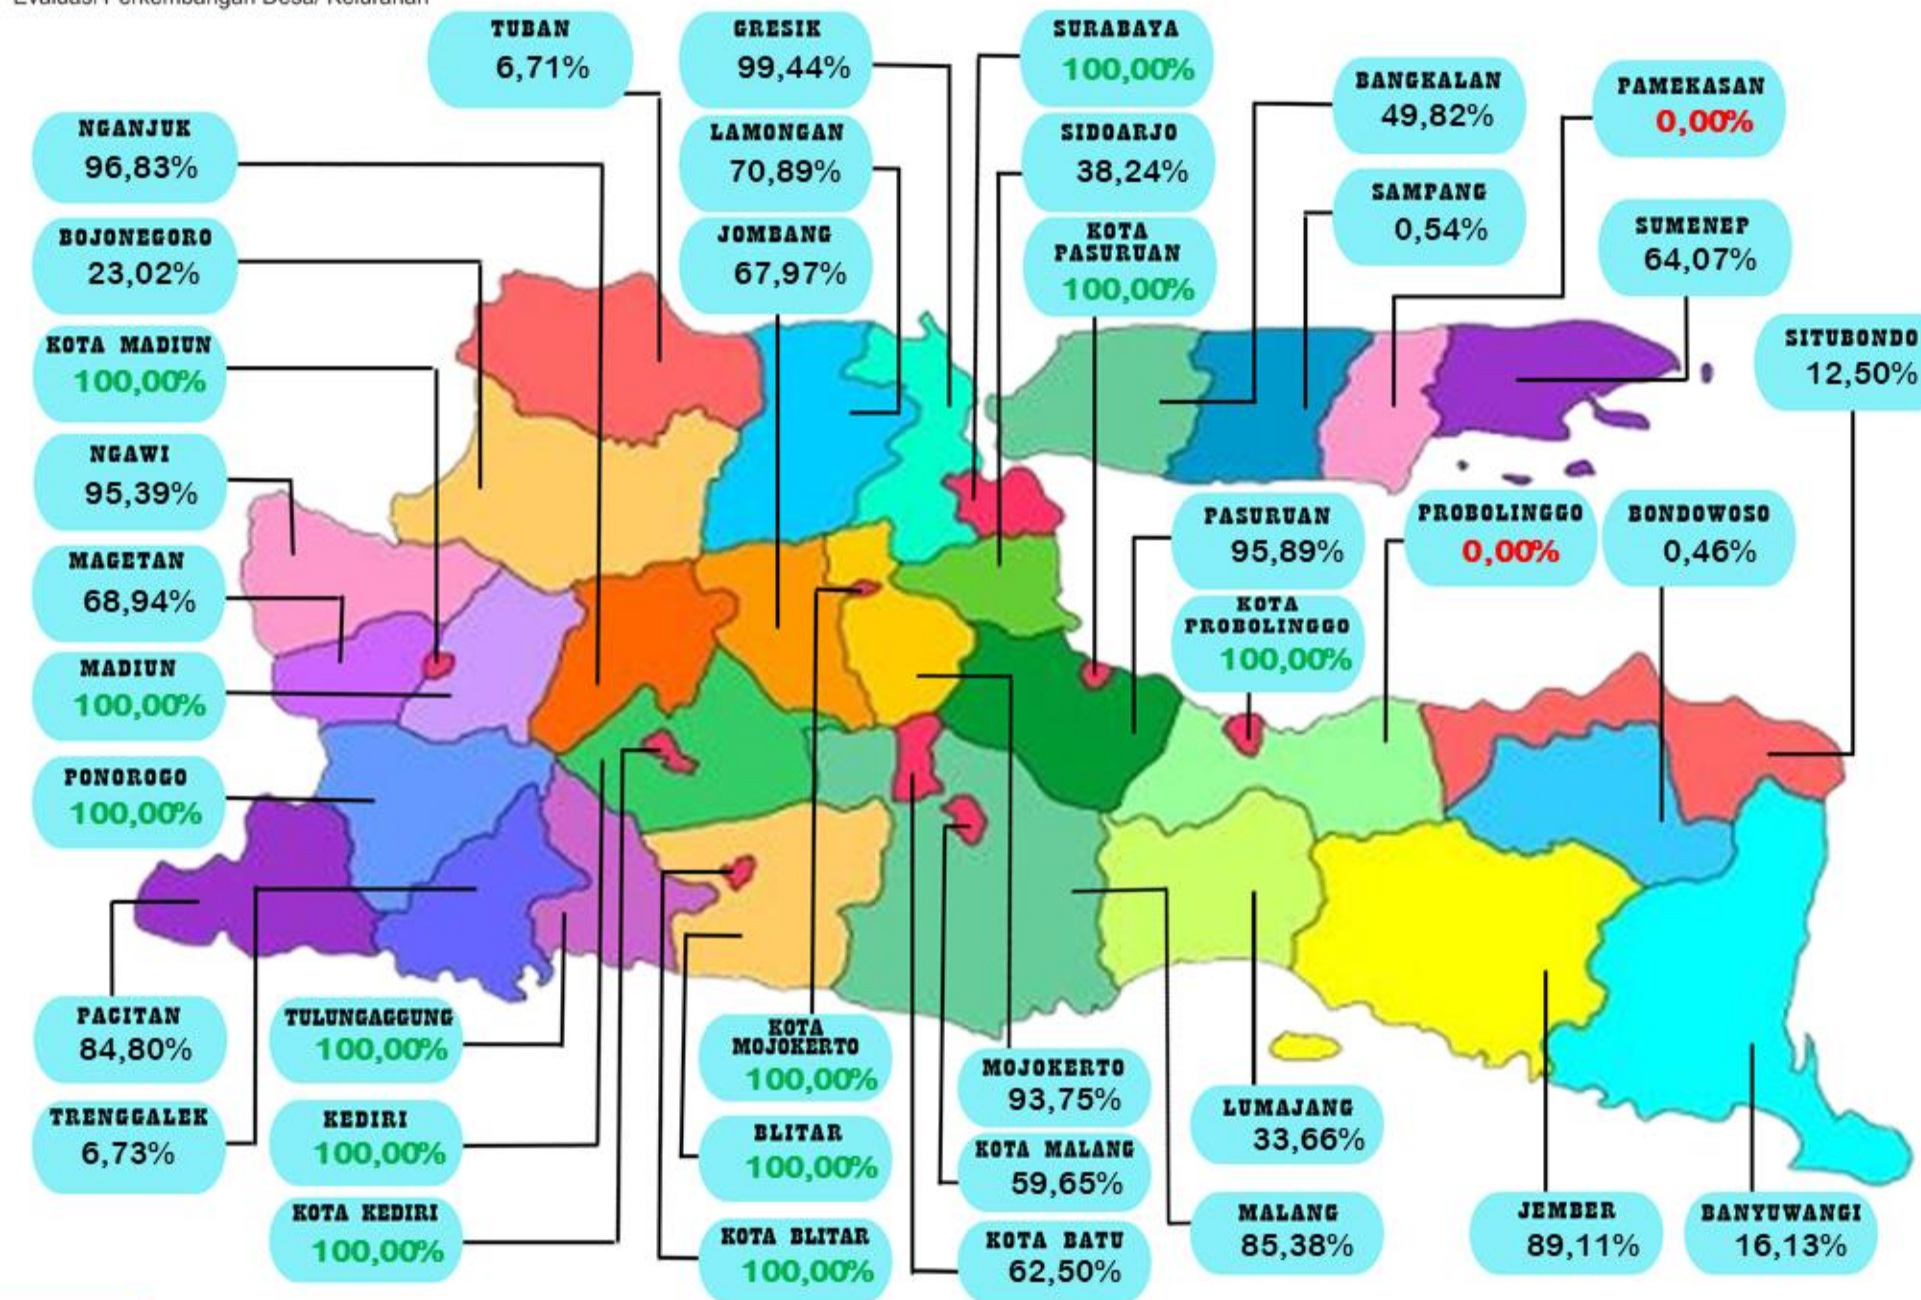 Evaluasi Perkembangan Desa/ Kelurahan
TUBAN
6,71%
GRESIK
99,44%
SURABAYA
100,00%
BANGKALAN
49,82%
PAMEKASAN
0,00%
NGANJUK
96,83%
LAMONGAN
70,89%
SIDOARJO
38,24%
SAMPANG
0,54%
SUMENEP
64,07%
BOJONEGORO
23,02%
JOMBANG
67,97%
KOTA
PASURUAN
100,00%
SITUBONDO
12,50%
KOTA MADIUN
100,00%
NGAWI
95,39%
PASURUAN
95,89%
PROBOLINGGO
0,00%
BONDOWOSO
0,46%
MAGETAN
68,94%
KOTA
PROBOLINGGO
100,00%
MADIUN
100,00%
PONOROGO
100,00%
PACITAN
84,80%
TULUNGAGGUNG
100,00%
KOTA
MOJOKERTO
100,00%
MOJOKERTO
93,75%
LUMAJANG
33,66%
TRENGGALEK
6,73%
KEDIRI
100,00%
BLITAR
100,00%
KOTA MALANG
59,65%
KOTA KEDIRI
100,00%
KOTA BLITAR
100,00%
KOTA BATU
62,50%
MALANG
85,38%
JEMBER
89,11%
BANYUWANGI
16,13%